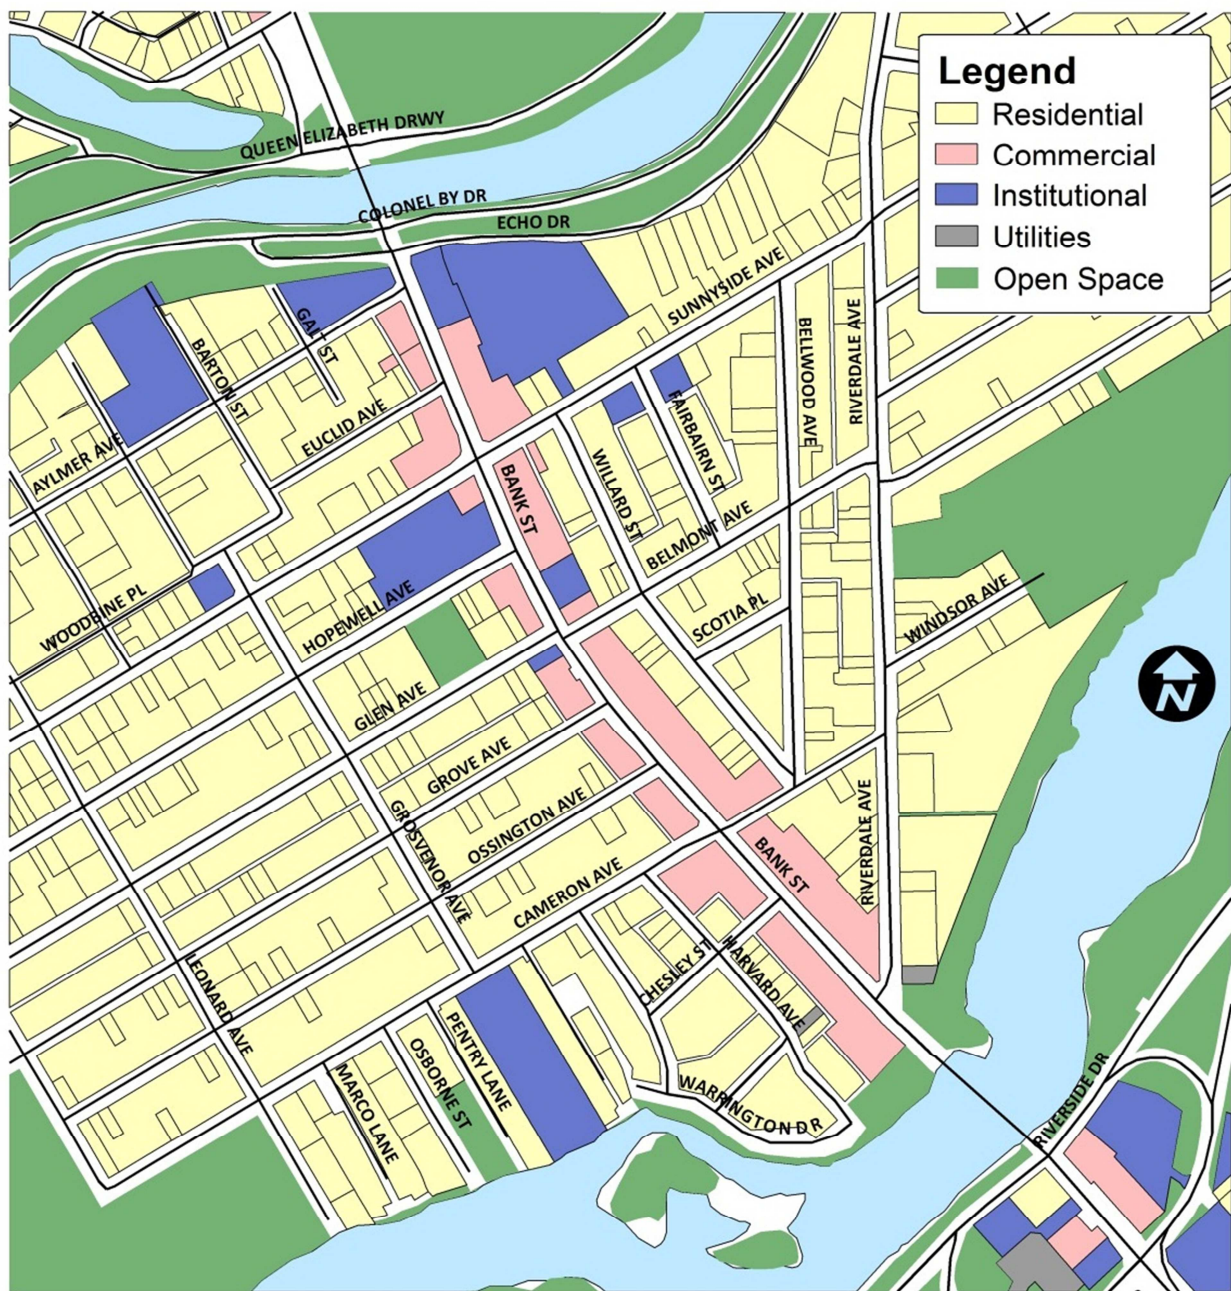 Legend
Residential
Commercial
Institutional
Utilities
Open Space
QUEEN ELIZABETH DRWY
COLONEL BY DR
ECHO DR
SUNNYSIDE AVE
GALT ST
BARTON ST
BELLWOOD AVE
RIVERDALE AVE
EUCLID AVE
FAIRBAIRN ST
AYLMER AVE
BANK ST
WILLARD ST
BELMONT AVE
WOODBINE PL
HOPEWELL AVE
SCOTIA PL
WINDSOR AVE
N
GLEN AVE
GROVE AVE
OSSINGTON AVE
GROSVENOR AVE
BANK ST
RIVERDALE AVE
CAMERON AVE
CHESLEY ST
HARVARD AVE
LEONARD AVE
PENTRY LANE
OSBORNE ST
MARCO LANE
WARRINGTON DR
RIVERSIDE DR